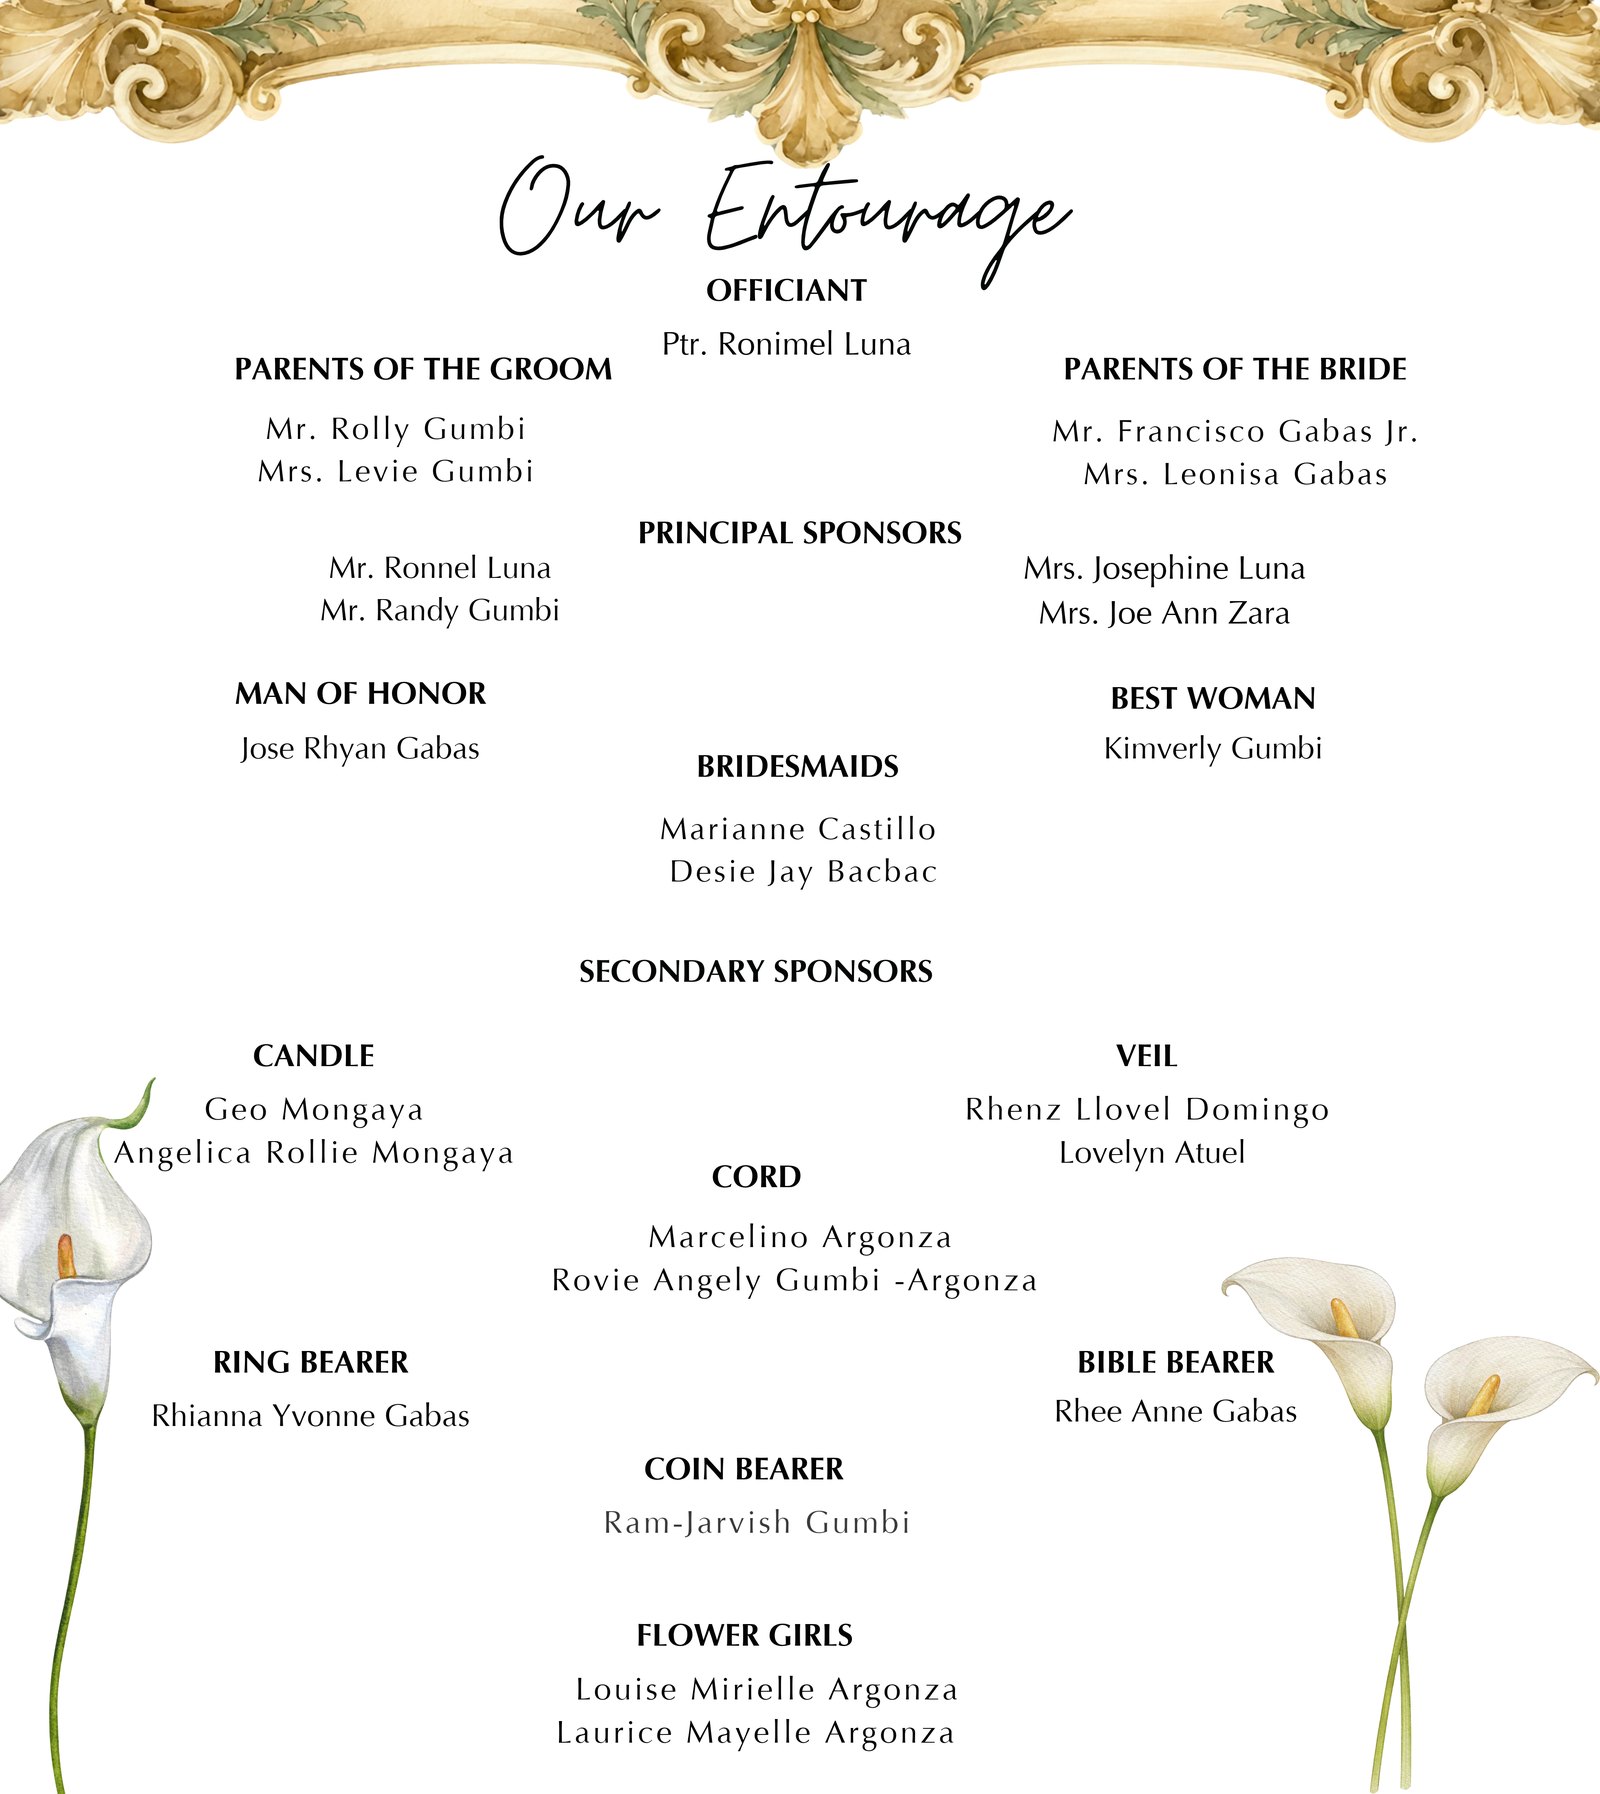 Our Entourage
OFFICIANT
Ptr. Ronimel Luna
PARENTS OF THE GROOM
Mr. Rolly Gumbi
Mrs. Levie Gumbi
PARENTS OF THE BRIDE
Mr. Francisco Gabas Jr.
Mrs. Leonisa Gabas
PRINCIPAL SPONSORS
Mr. Ronnel Luna
Mr. Randy Gumbi
Mrs. Josephine Luna
Mrs. Joe Ann Zara
MAN OF HONOR
Jose Rhyan Gabas
BEST WOMAN
Kimverly Gumbi
BRIDESMAIDS
Marianne Castillo
Desie Jay Bacbac
SECONDARY SPONSORS
CANDLE
Geo Mongaya
Angelica Rollie Mongaya
VEIL
Rhenz Llovel Domingo
Lovelyn Atuel
CORD
Marcelino Argonza
Rovie Angely Gumbi -Argonza
RING BEARER
Rhianna Yvonne Gabas
BIBLE BEARER
Rhee Anne Gabas
COIN BEARER
Ram-Jarvish Gumbi
FLOWER GIRLS
Louise Mirielle Argonza
Laurice Mayelle Argonza